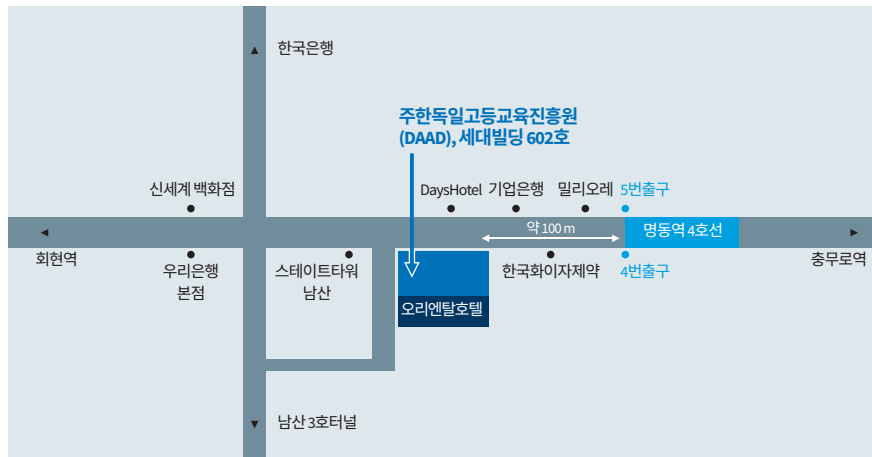 ▲ 한국은행
주한독일고등교육진흥원
(DAAD), 세대빌딩 602호
신세계 백화점
DaysHotel 기업은행 밀리오레 5번출구
◀ 약 100 m 명동역 4호선 ▶
회현역
우리은행
본점
스테이트타워
남산
한국화이자제약 4번출구
충무로역
오리엔탈호텔
▼ 남산 3호터널